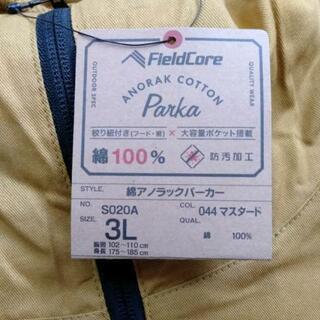 FieldCore
OUTDOOR SPEC
QUALITY WEAR
ANORAK COTTON
Parka
絞り紐付き(フード・裾) × 大容量ポケット搭載
綿100% 防汚加工
STYLE. 綿アノラックパーカー
NO. S020A COL. 044 マスタード
SIZE. 3L QUAL.
胸囲 102~110cm 綿 100%
身長 175~185cm